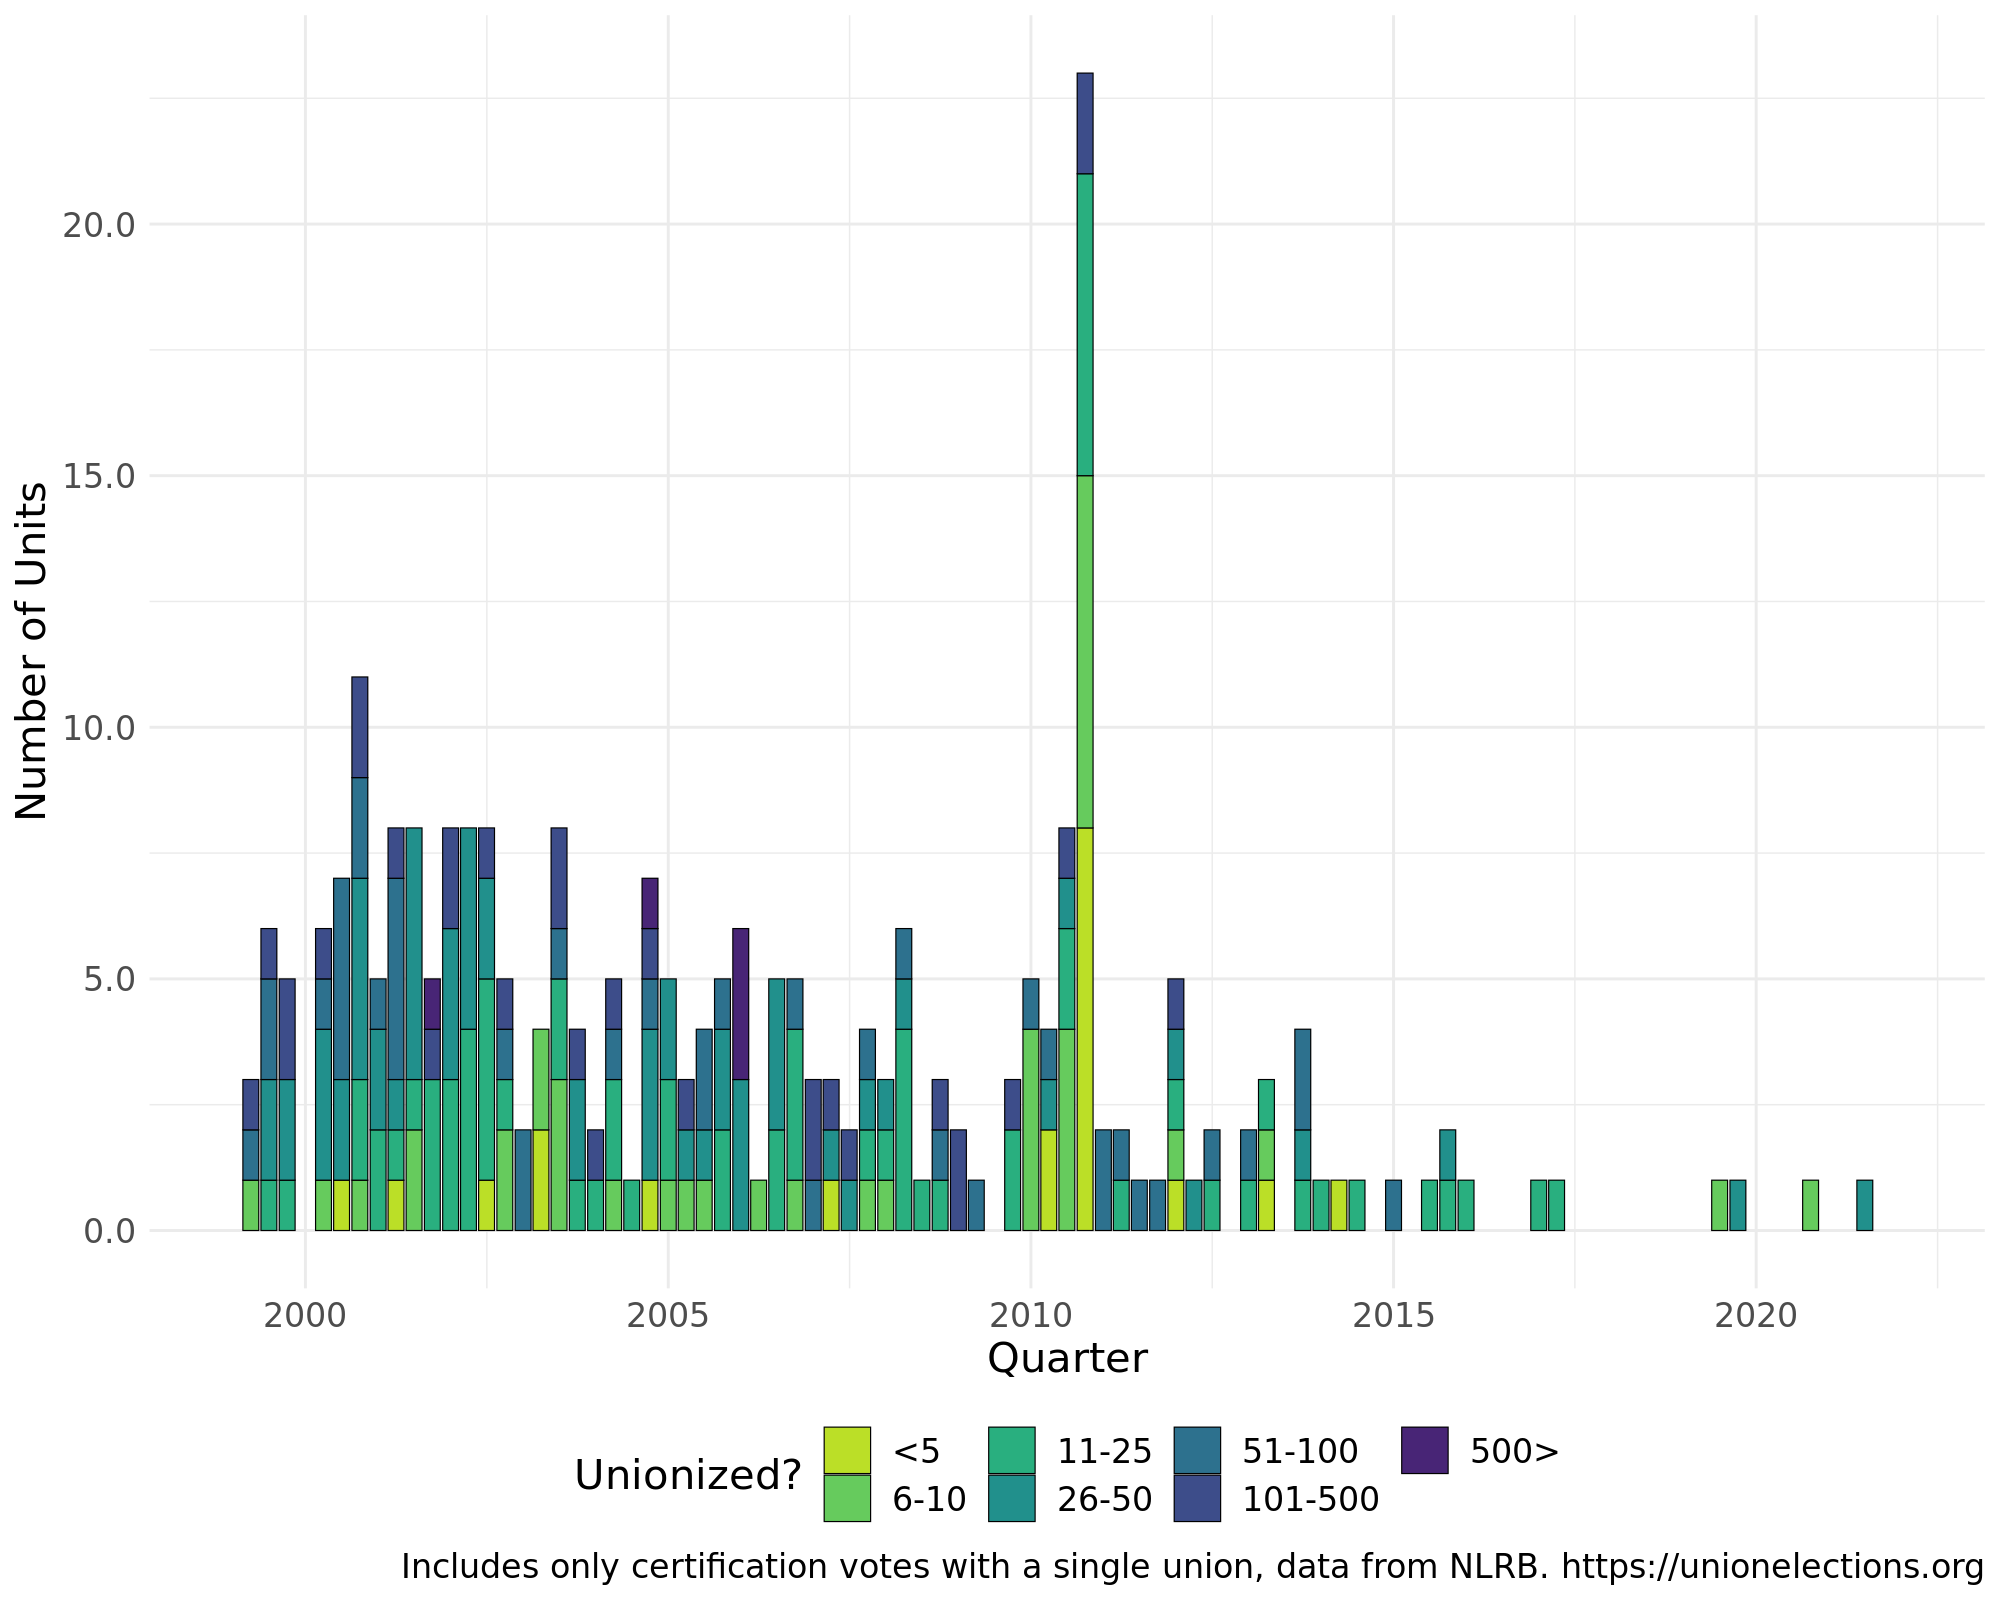 Number of Units
20.0
15.0
10.0
5.0
0.0
2000 2005 2010 2015 2020
Quarter
Unionized?
<5 11-25 51-100 500>
6-10 26-50 101-500
Includes only certification votes with a single union, data from NLRB. https://unionelections.org